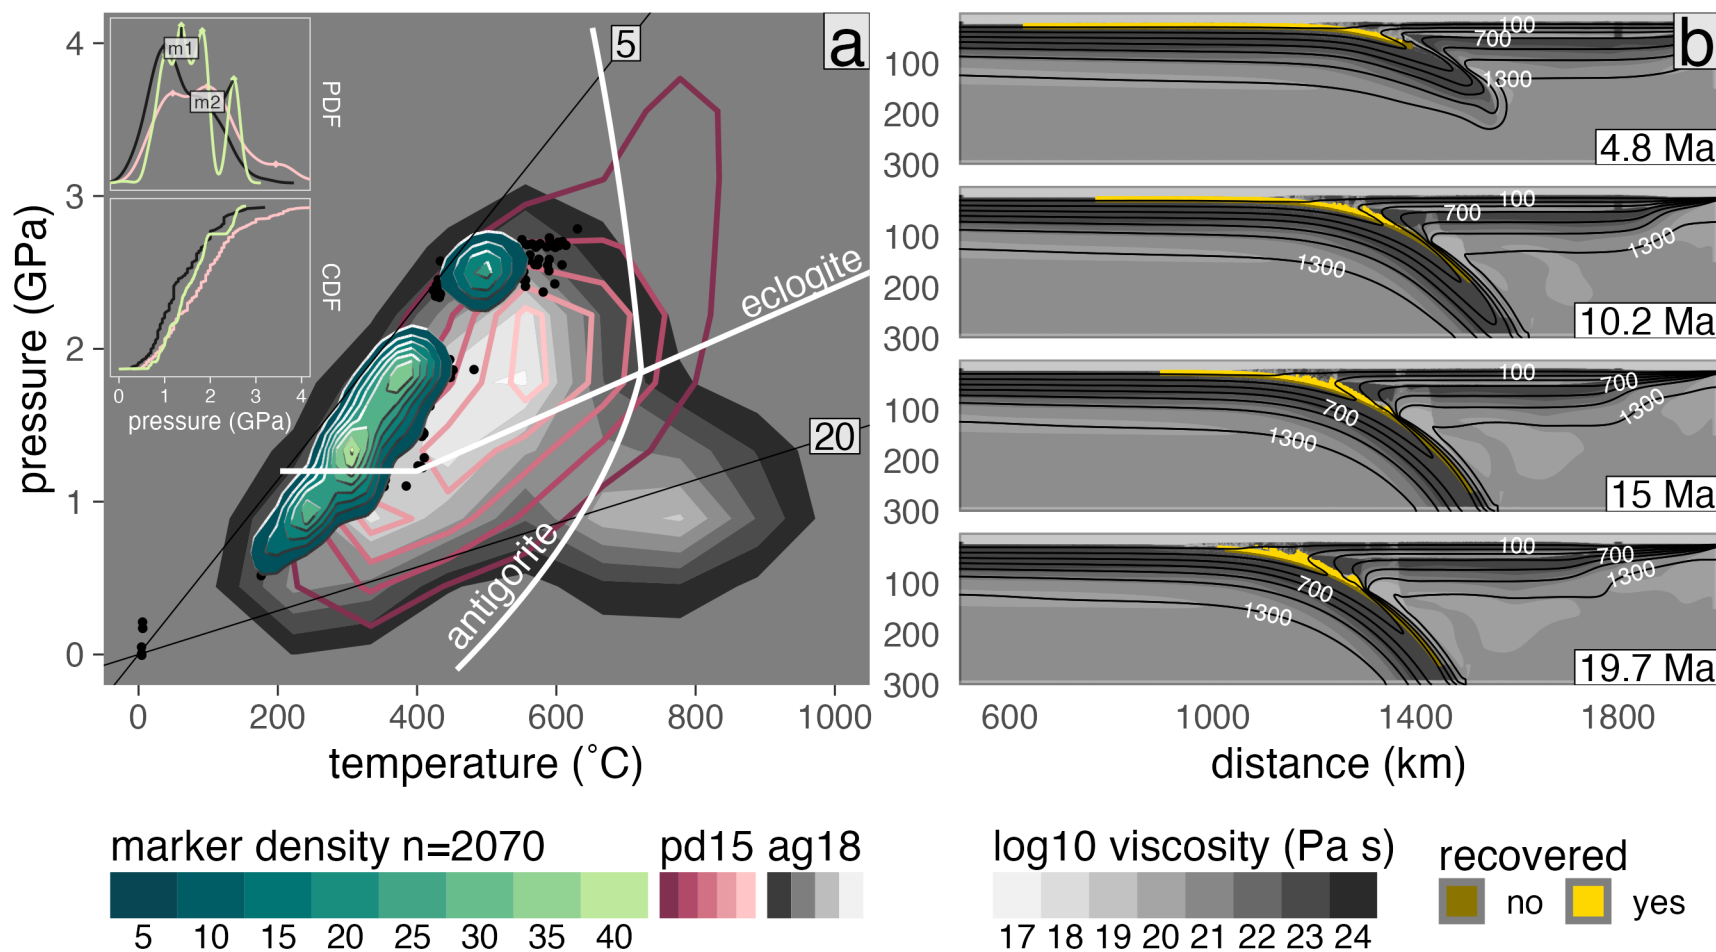 a
pressure (GPa)
4
3
2
1
0
0
200
400
600
800
1000
temperature (˚C)
m1
m2
PDF
CDF
0
1
2
3
4
pressure (GPa)
5
20
eclogite
antigorite
b
100
200
300
100
700
1300
4.8 Ma
100
200
300
100
700
1300
1300
10.2 Ma
100
200
300
100
700
1300
700
1300
15 Ma
100
200
300
100
700
1300
700
1300
19.7 Ma
600
1000
1400
1800
distance (km)
marker density n=2070
5 10 15 20 25 30 35 40
pd15 ag18
log10 viscosity (Pa s)
17 18 19 20 21 22 23 24
recovered
no yes